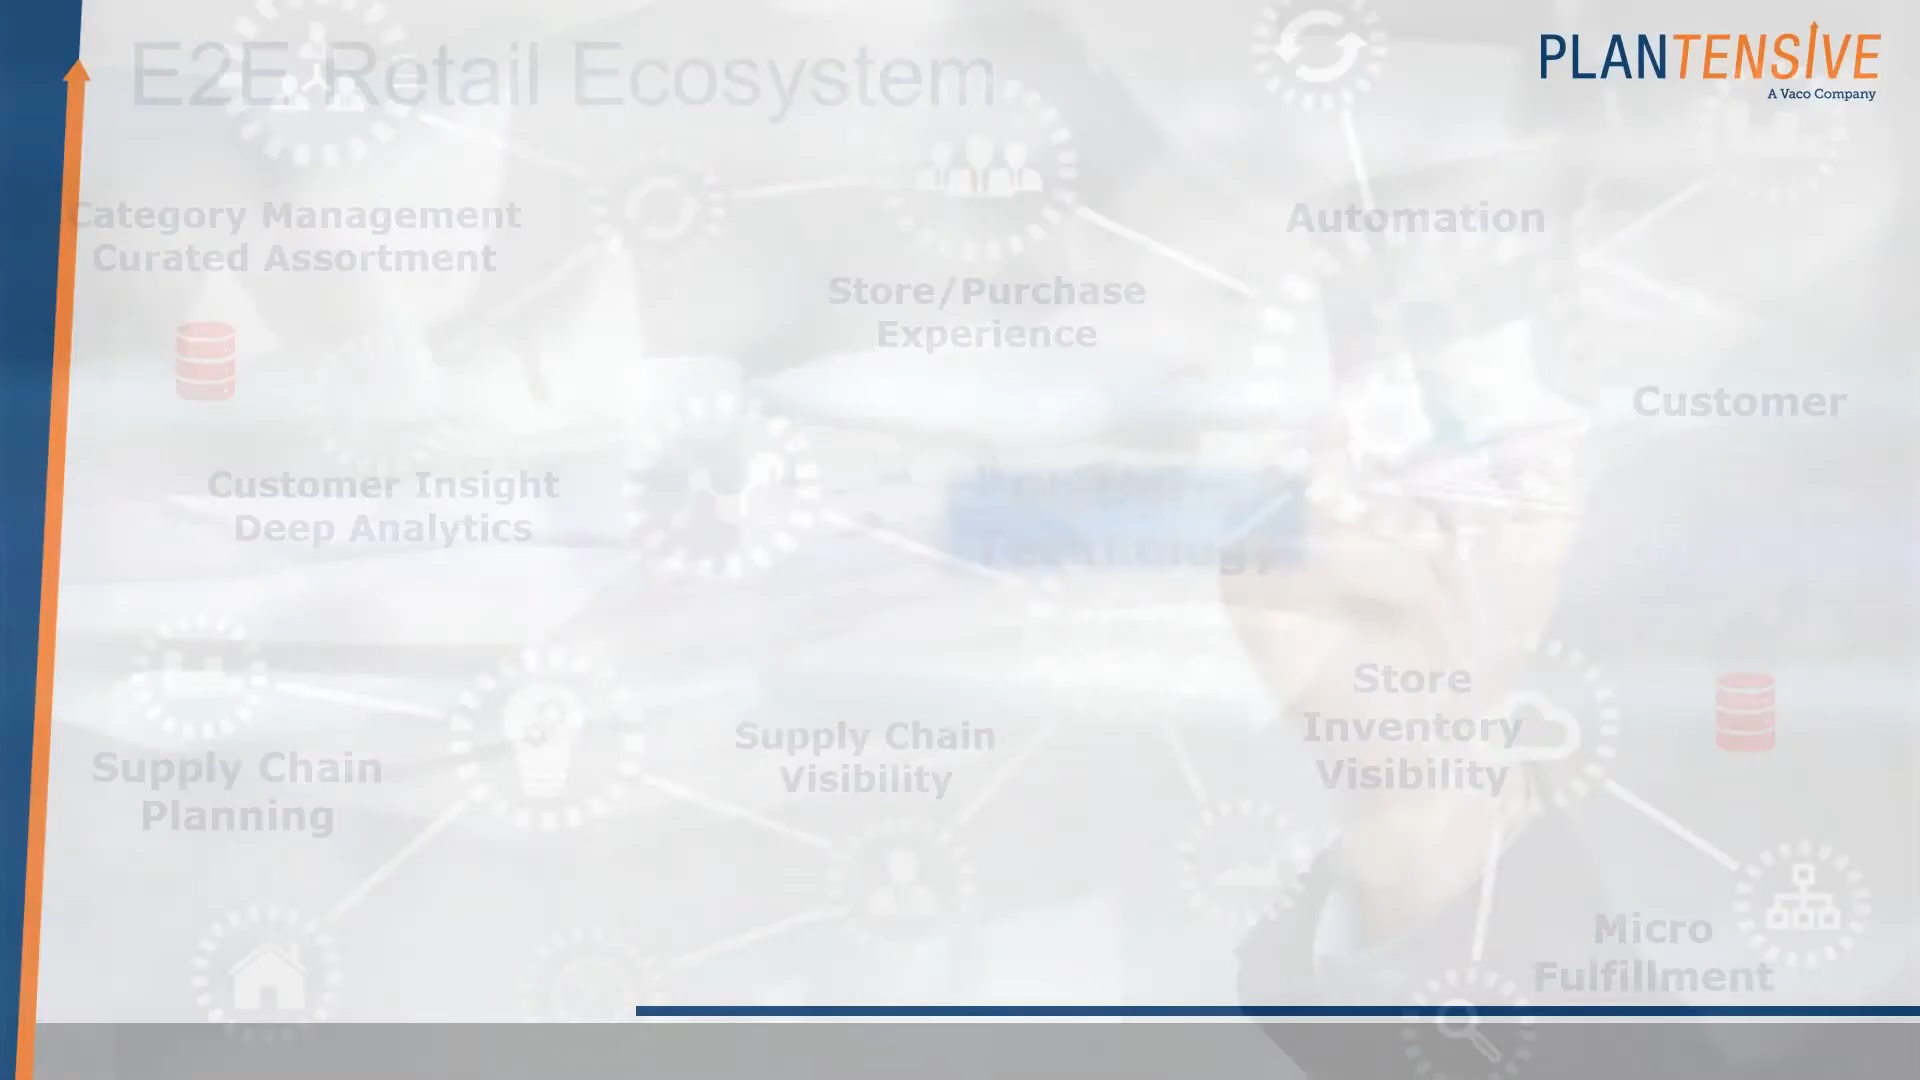 E2E Retail Ecosystem
PLANTENSIVE
A Vaco Company
Category Management
Curated Assortment
Automation
Store/Purchase
Experience
Customer
Customer Insight
Deep Analytics
Technology
Store
Inventory
Visibility
Supply Chain
Visibility
Supply Chain
Planning
Micro
Fulfillment